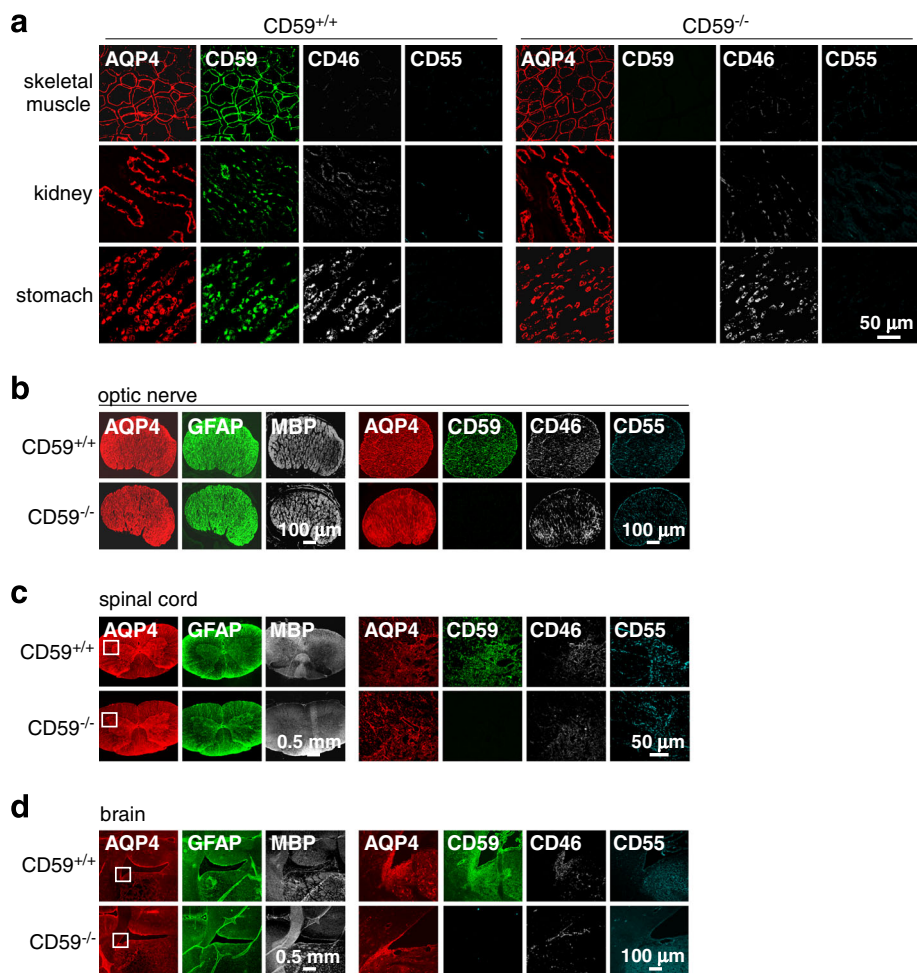 a
CD59+/+ CD59-/-
AQP4 CD59 CD46 CD55 AQP4 CD59 CD46 CD55
skeletal
muscle
kidney
stomach
50 µm
b
optic nerve
AQP4 GFAP MBP AQP4 CD59 CD46 CD55
CD59+/+
CD59-/-
100 µm 100 µm
c
spinal cord
AQP4 GFAP MBP AQP4 CD59 CD46 CD55
CD59+/+
CD59-/-
0.5 mm 50 µm
d
brain
AQP4 GFAP MBP AQP4 CD59 CD46 CD55
CD59+/+
CD59-/-
0.5 mm 100 µm